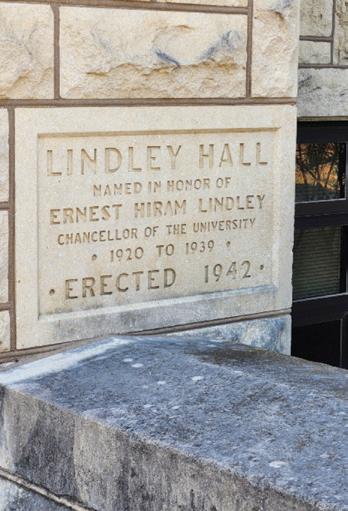 LINDLEY HALL
NAMED IN HONOR OF
ERNEST HIRAM LINDLEY
CHANCELLOR OF THE UNIVERSITY
• 1920 TO 1939 •
• ERECTED 1942 •